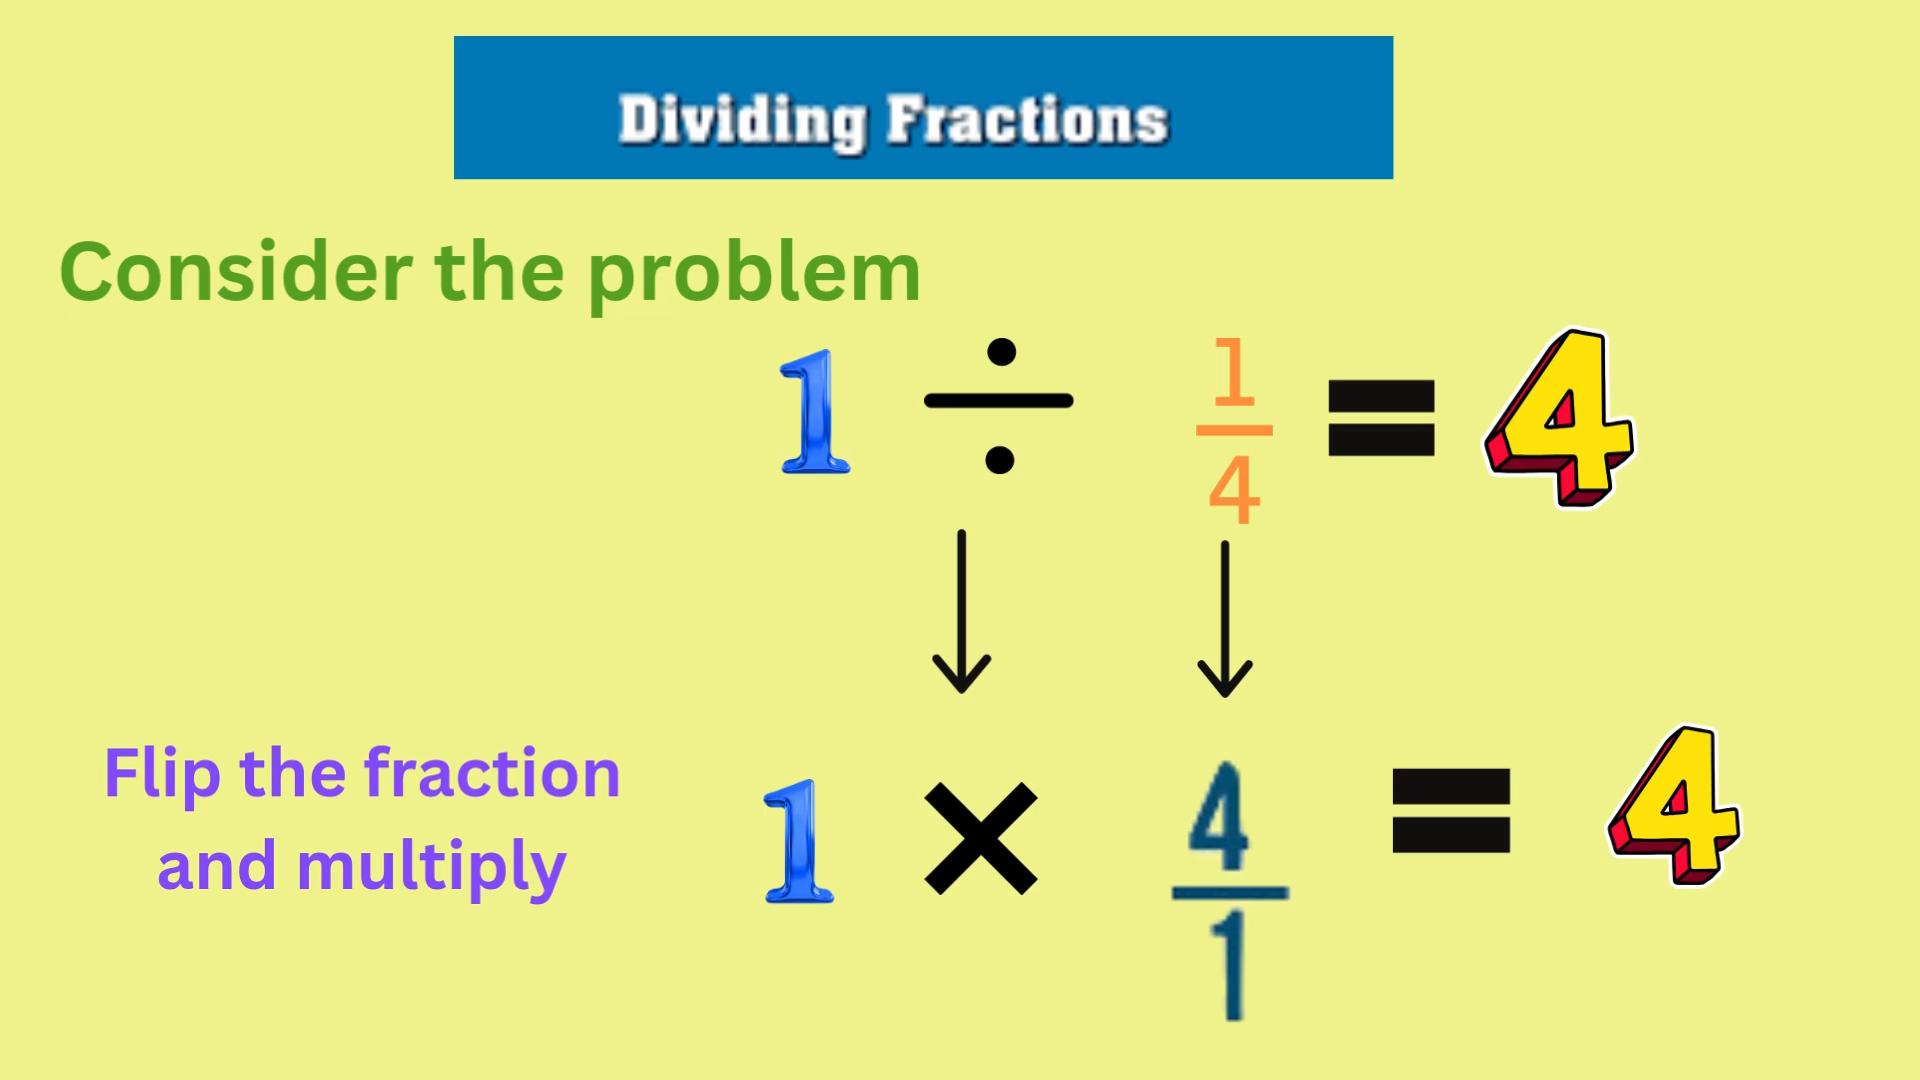 Dividing Fractions
Consider the problem
1 ÷ 1/4 = 4
Flip the fraction
and multiply
1 × 4/1 = 4